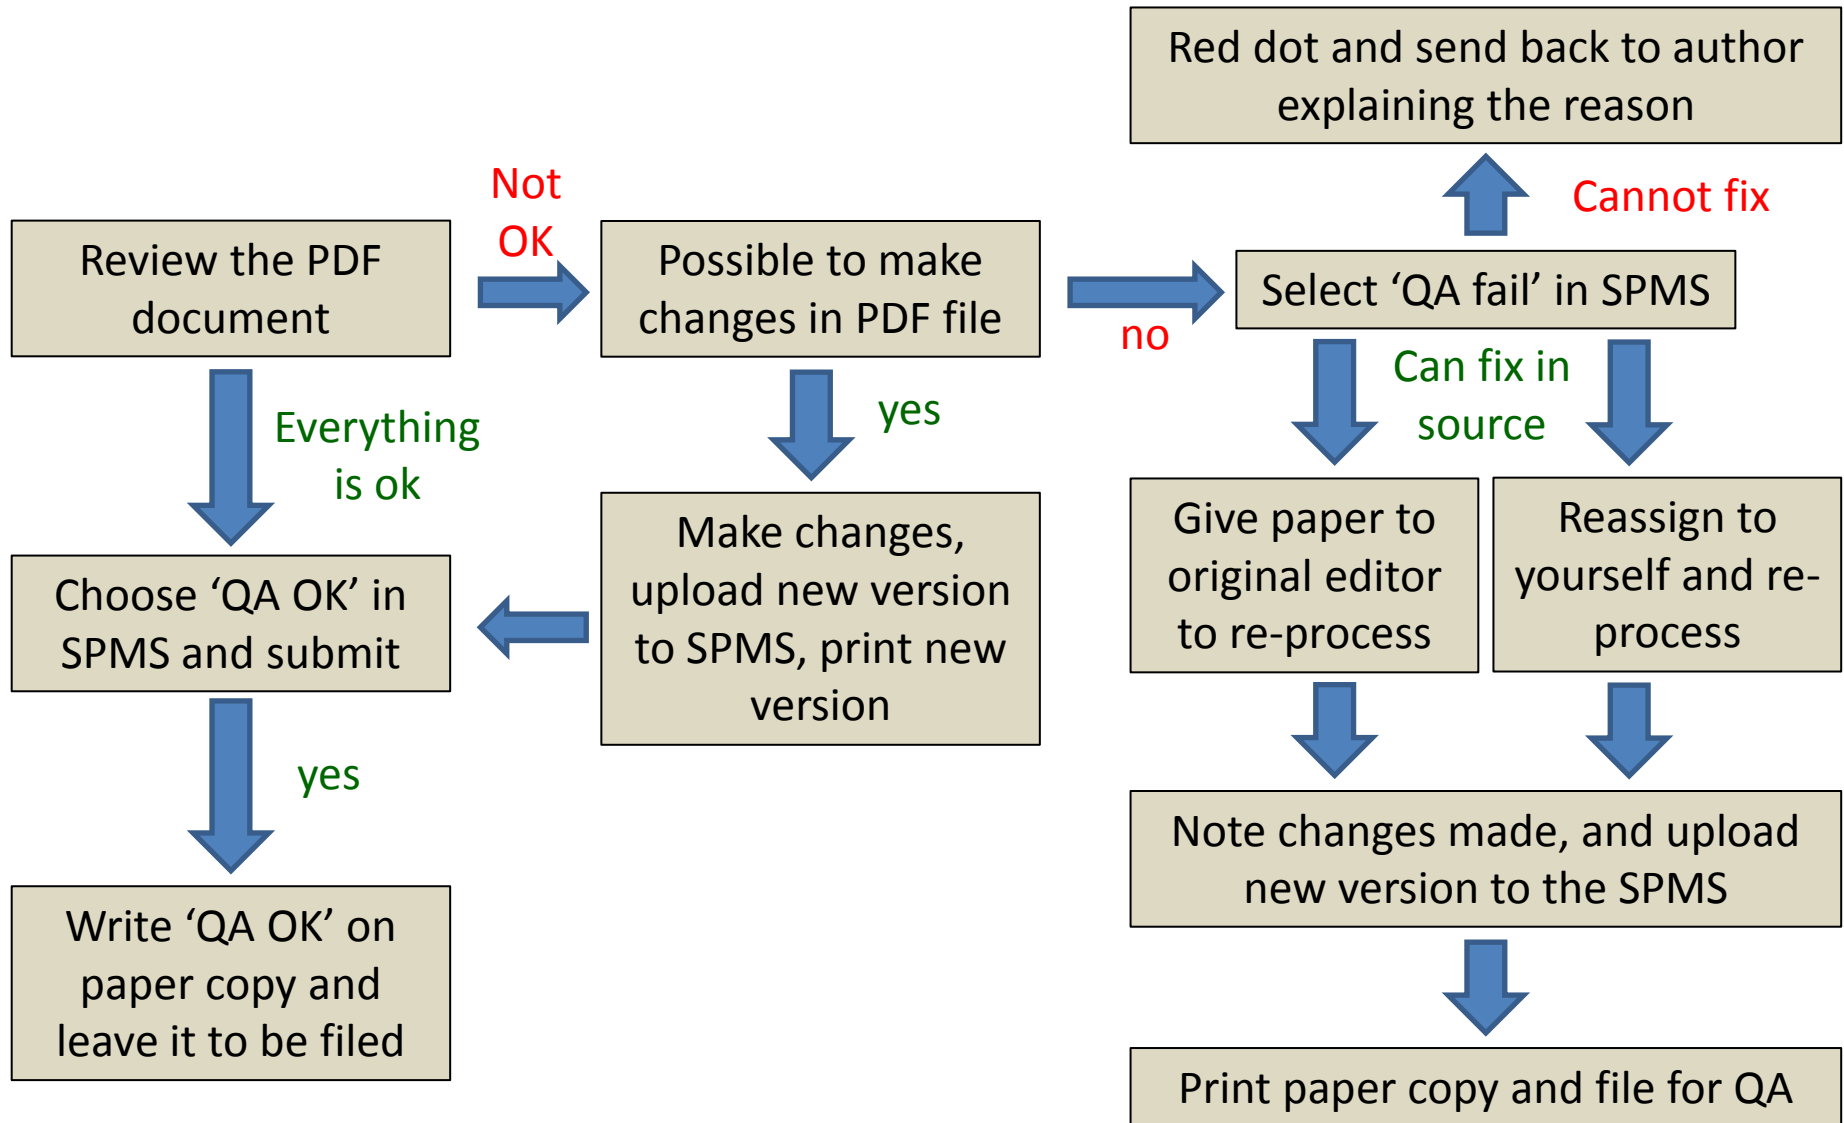 Red dot and send back to author
explaining the reason
Not
OK
Cannot fix
Review the PDF
document
Possible to make
changes in PDF file
no
Select ‘QA fail’ in SPMS
Everything
is ok
yes
Can fix in
source
Choose ‘QA OK’ in
SPMS and submit
Make changes,
upload new version
to SPMS, print new
version
Give paper to
original editor
to re-process
Reassign to
yourself and re-
process
yes
Note changes made, and upload
new version to the SPMS
Write ‘QA OK’ on
paper copy and
leave it to be filed
Print paper copy and file for QA